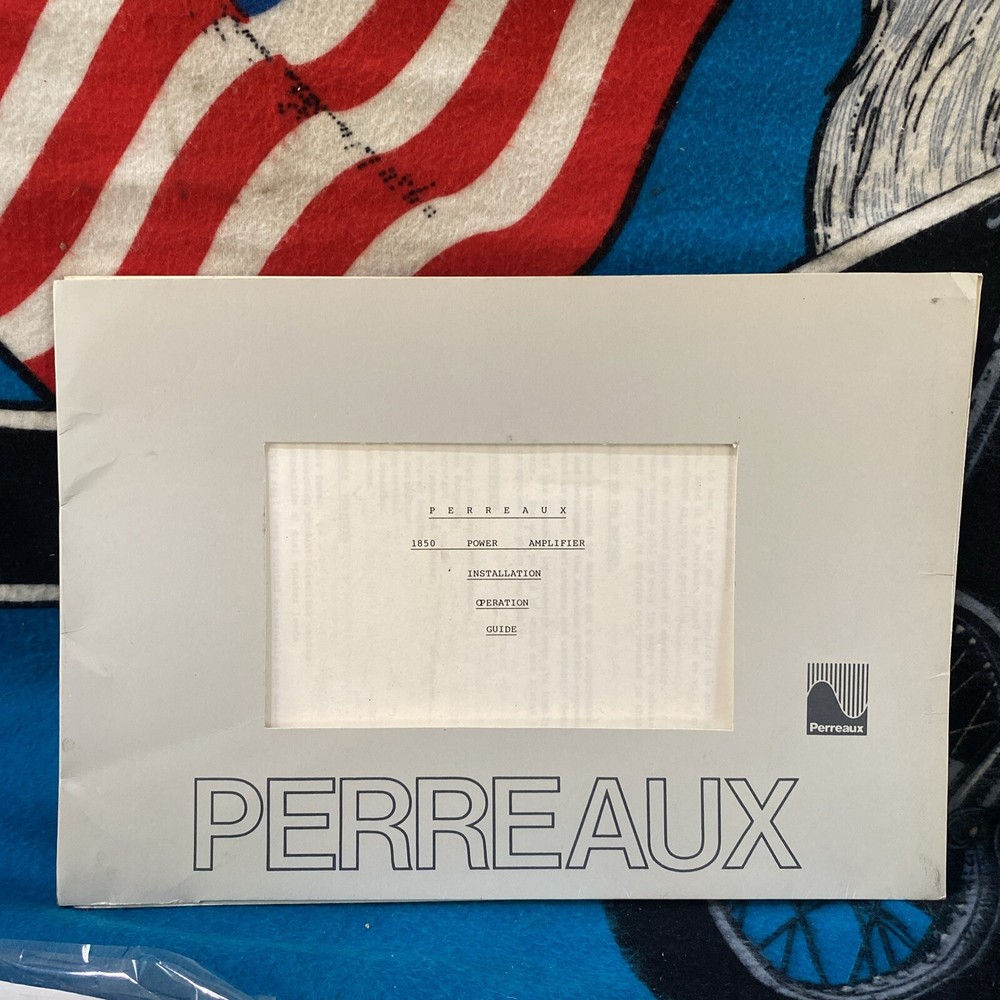 PERREAUX
1850 POWER AMPLIFIER
INSTALLATION
OPERATION
GUIDE
Perreaux
PERREAUX